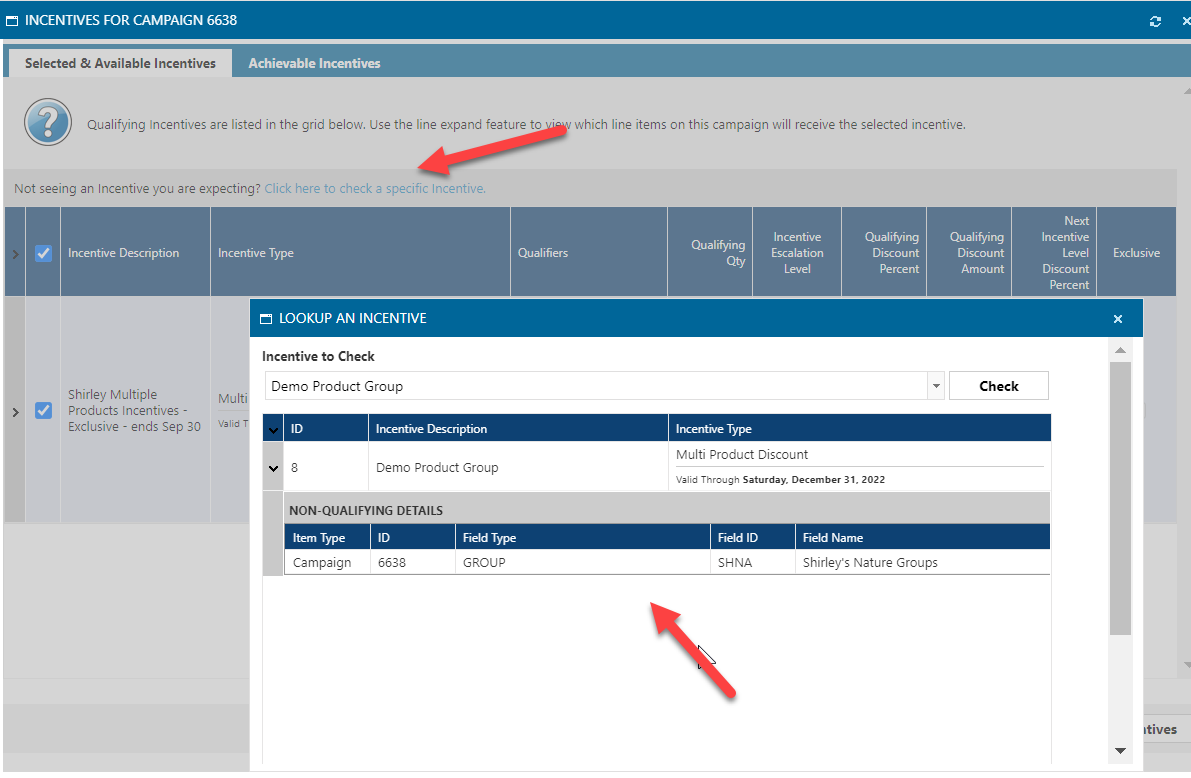 INCENTIVES FOR CAMPAIGN 6638
Selected & Available Incentives
Achievable Incentives
Qualifying Incentives are listed in the grid below. Use the line expand feature to view which line items on this campaign will receive the selected incentive.
Not seeing an Incentive you are expecting? Click here to check a specific Incentive.
Incentive Description
Incentive Type
Qualifiers
Qualifying
Qty
Incentive
Escalation
Level
Qualifying
Discount
Percent
Qualifying
Discount
Amount
Next
Incentive
Level
Discount
Percent
Exclusive
Shirley Multiple
Products Incentives -
Exclusive - ends Sep 30
Multi
Valid T
LOOKUP AN INCENTIVE
Incentive to Check
Demo Product Group
Check
ID
Incentive Description
Incentive Type
8
Demo Product Group
Multi Product Discount
Valid Through Saturday, December 31, 2022
NON-QUALIFYING DETAILS
Item Type
ID
Field Type
Field ID
Field Name
Campaign
6638
GROUP
SHNA
Shirley's Nature Groups
ntives